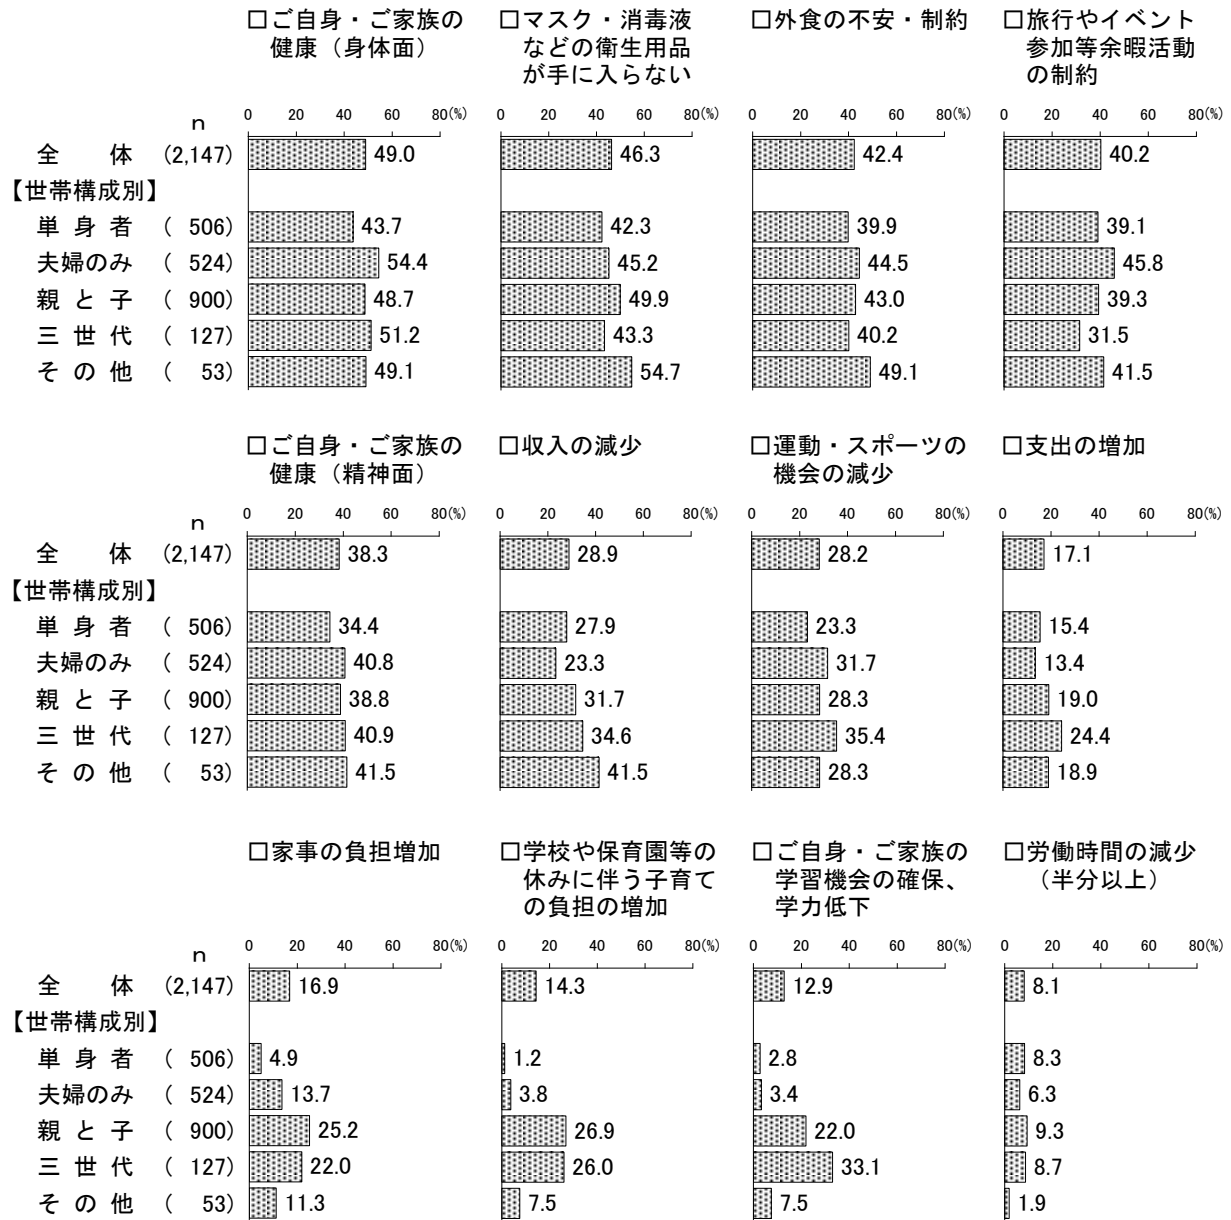 □ご自身・ご家族の
健康（身体面）
□マスク・消毒液
などの衛生用品
が手に入らない
□外食の不安・制約
□旅行やイベント
参加等余暇活動
の制約
n
0 20 40 60 80(%)
0 20 40 60 80(%)
0 20 40 60 80(%)
0 20 40 60 80(%)
全体 (2,147) 49.0 46.3 42.4 40.2
【世帯構成別】
単身者 ( 506) 43.7 42.3 39.9 39.1
夫婦のみ ( 524) 54.4 45.2 44.5 45.8
親と子 ( 900) 48.7 49.9 43.0 39.3
三世代 ( 127) 51.2 43.3 40.2 31.5
その他 ( 53) 49.1 54.7 49.1 41.5
□ご自身・ご家族の
健康（精神面）
□収入の減少
□運動・スポーツの
機会の減少
□支出の増加
n
0 20 40 60 80(%)
0 20 40 60 80(%)
0 20 40 60 80(%)
0 20 40 60 80(%)
全体 (2,147) 38.3 28.9 28.2 17.1
【世帯構成別】
単身者 ( 506) 34.4 27.9 23.3 15.4
夫婦のみ ( 524) 40.8 23.3 31.7 13.4
親と子 ( 900) 38.8 31.7 28.3 19.0
三世代 ( 127) 40.9 34.6 35.4 24.4
その他 ( 53) 41.5 41.5 28.3 18.9
□家事の負担増加
□学校や保育園等の
休みに伴う子育て
の負担の増加
□ご自身・ご家族の
学習機会の確保、
学力低下
□労働時間の減少
（半分以上）
n
0 20 40 60 80(%)
0 20 40 60 80(%)
0 20 40 60 80(%)
0 20 40 60 80(%)
全体 (2,147) 16.9 14.3 12.9 8.1
【世帯構成別】
単身者 ( 506) 4.9 1.2 2.8 8.3
夫婦のみ ( 524) 13.7 3.8 3.4 6.3
親と子 ( 900) 25.2 26.9 22.0 9.3
三世代 ( 127) 22.0 26.0 33.1 8.7
その他 ( 53) 11.3 7.5 7.5 1.9